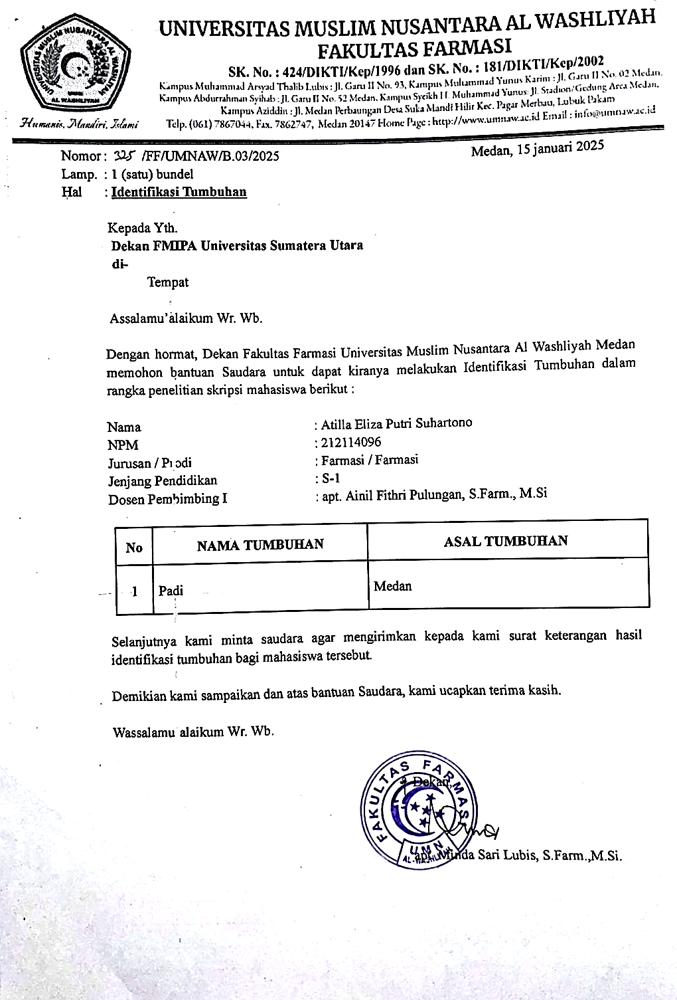 UNIVERSITAS MUSLIM NUSANTARA AL WASHLIYAH
FAKULTAS FARMASI
SK. No. : 424/DIKTI/Kep/1996 dan SK. No. : 181/DIKTI/Kep/2002
Kampus Muhammad Arsyad Thalib Lubis : Jl. Garu II No. 93, Kampus Muhammad Yunus Karim : Jl. Garu II No. 02 Medan,
Kampus Abdurrahman Syihab : Jl. Garu II No. 52 Medan, Kampus Syeikh H. Muhammad Yunus: Jl. Stadion/Gedung Arca Medan,
Kampus Aziddin : Jl. Medan Perbaungan Desa Suka Mandi Hilir Kec. Pagar Merbau, Lubuk Pakam
Telp. (061) 7867044, Fax. 7862747, Medan 20147 Home Page : http://www.umnaw.ac.id Email : info@umnaw.ac.id
UNIVERSITAS MUSLIM NUSANTARA AL WASHLIYAH
UMN
AL WASHLIYAH
Humanis, Mandiri, Islami
Medan, 15 januari 2025
Nomor : 325 /FF/UMNAW/B.03/2025
Lamp. : 1 (satu) bundel
Hal : Identifikasi Tumbuhan
Kepada Yth.
Dekan FMIPA Universitas Sumatera Utara
di-
Tempat
Assalamu'alaikum Wr. Wb.
Dengan hormat, Dekan Fakultas Farmasi Universitas Muslim Nusantara Al Washliyah Medan
memohon bantuan Saudara untuk dapat kiranya melakukan Identifikasi Tumbuhan dalam
rangka penelitian skripsi mahasiswa berikut :
Nama : Atilla Eliza Putri Suhartono
NPM : 212114096
Jurusan / Prodi : Farmasi / Farmasi
Jenjang Pendidikan : S-1
Dosen Pembimbing I : apt. Ainil Fithri Pulungan, S.Farm., M.Si
No NAMA TUMBUHAN ASAL TUMBUHAN
1 Padi Medan
Selanjutnya kami minta saudara agar mengirimkan kepada kami surat keterangan hasil
identifikasi tumbuhan bagi mahasiswa tersebut.
Demikian kami sampaikan dan atas bantuan Saudara, kami ucapkan terima kasih.
Wassalamu alaikum Wr. Wb.
Dekan,
FAKULTAS FARMASI
UMN
AL-WASHLIYAH
apt. Minda Sari Lubis, S.Farm.,M.Si.